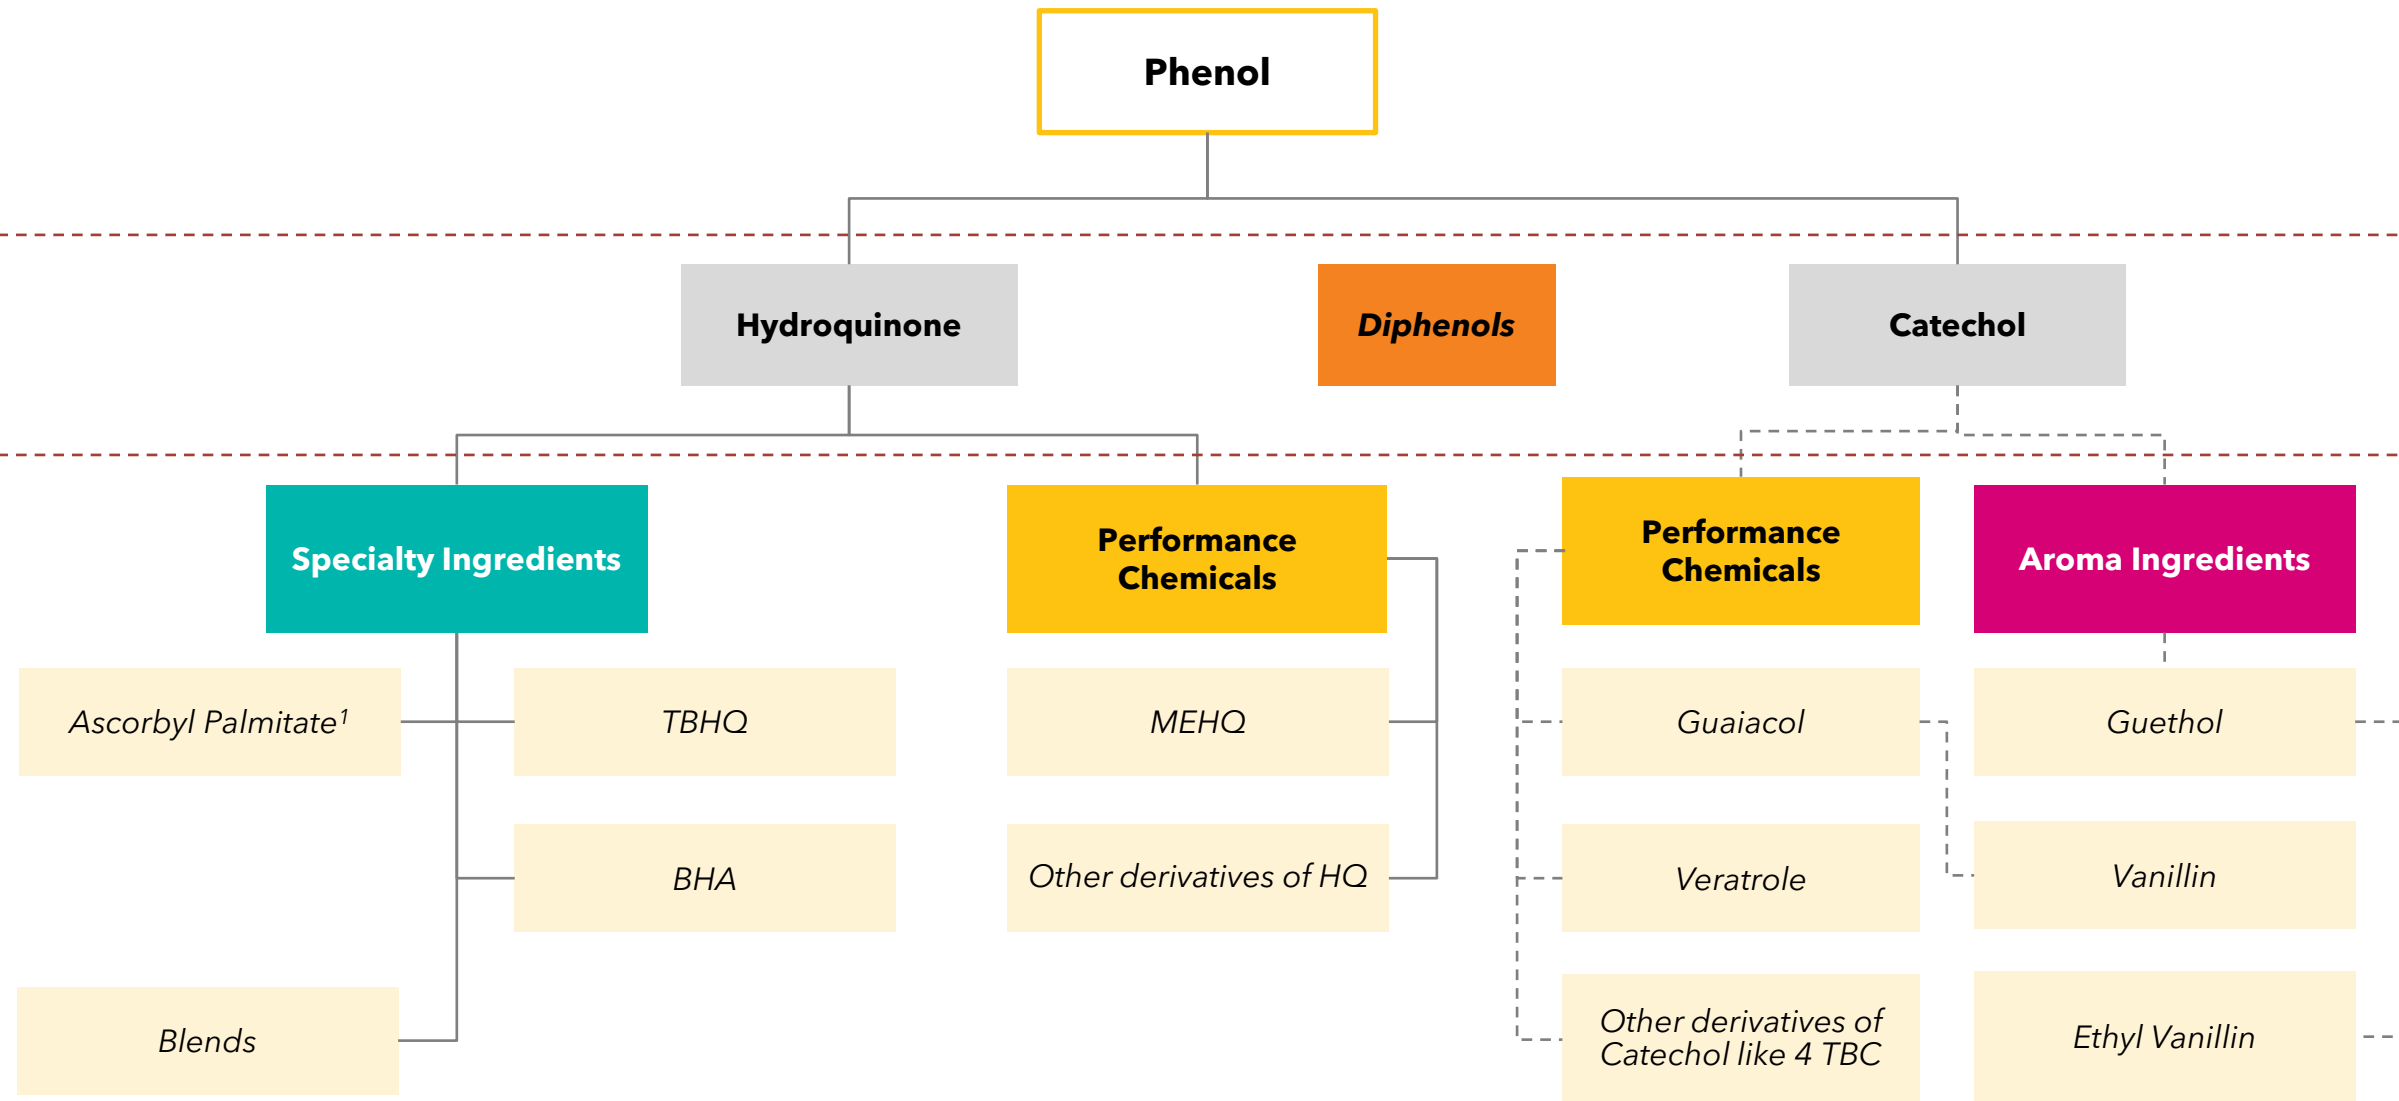 Phenol
Hydroquinone
Diphenols
Catechol
Specialty Ingredients
Performance
Chemicals
Performance
Chemicals
Aroma Ingredients
Ascorbyl Palmitate¹
TBHQ
MEHQ
Guaiacol
Guethol
BHA
Other derivatives of HQ
Veratrole
Vanillin
Blends
Other derivatives of
Catechol like 4 TBC
Ethyl Vanillin